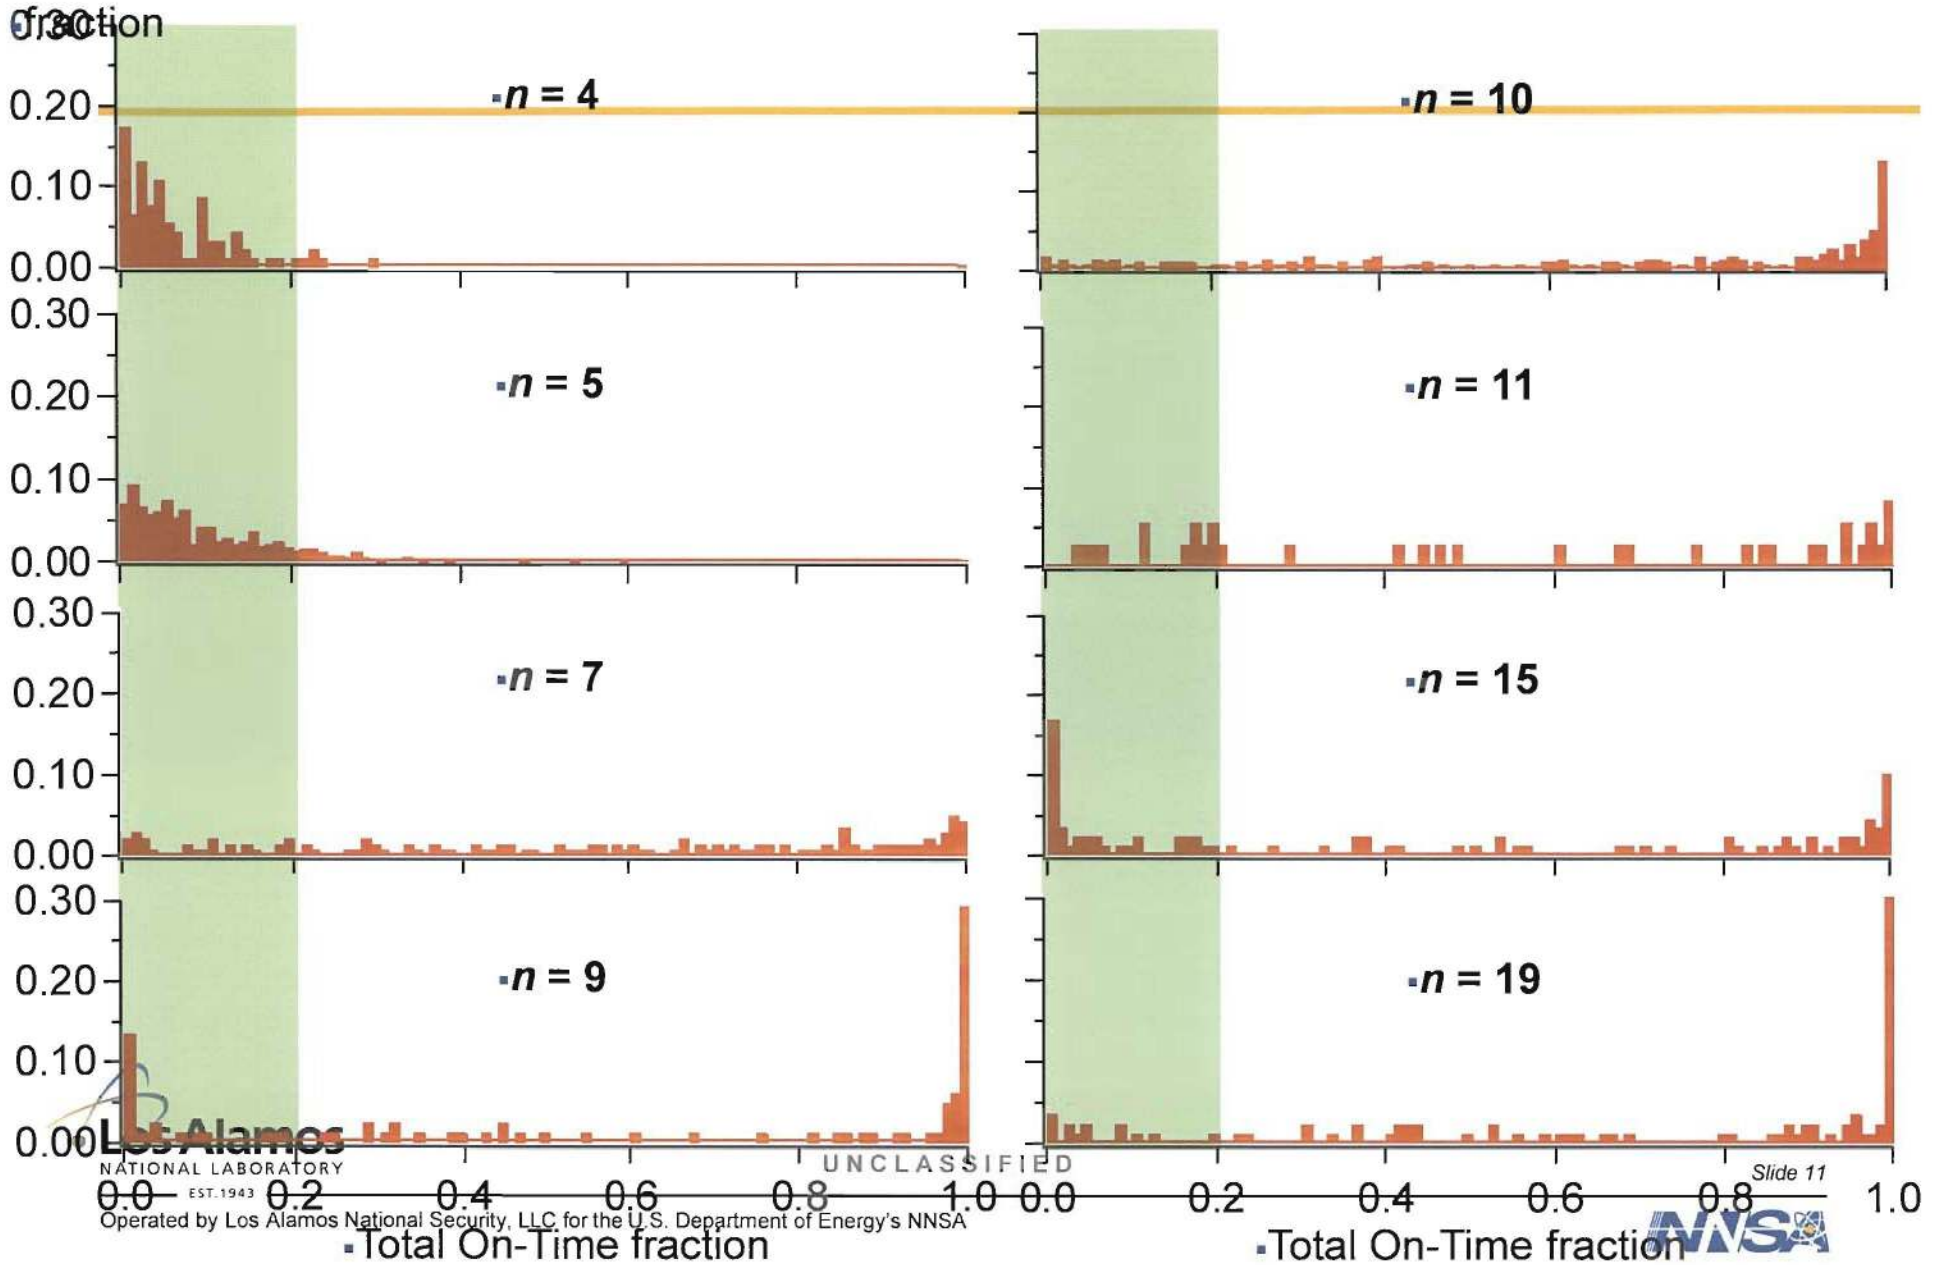 fraction
0.30
▪n = 4
▪n = 10
0.20
0.10
0.00
0.30
▪n = 5
▪n = 11
0.20
0.10
0.00
0.30
▪n = 7
▪n = 15
0.20
0.10
0.00
0.30
▪n = 9
▪n = 19
0.20
0.10
0.00
Los Alamos
NATIONAL LABORATORY
EST.1943
UNCLASSIFIED
Slide 11
0.0 0.2 0.4 0.6 0.8 1.0
0.0 0.2 0.4 0.6 0.8 1.0
Operated by Los Alamos National Security, LLC for the U.S. Department of Energy's NNSA
▪Total On-Time fraction
▪Total On-Time fraction
NNSA